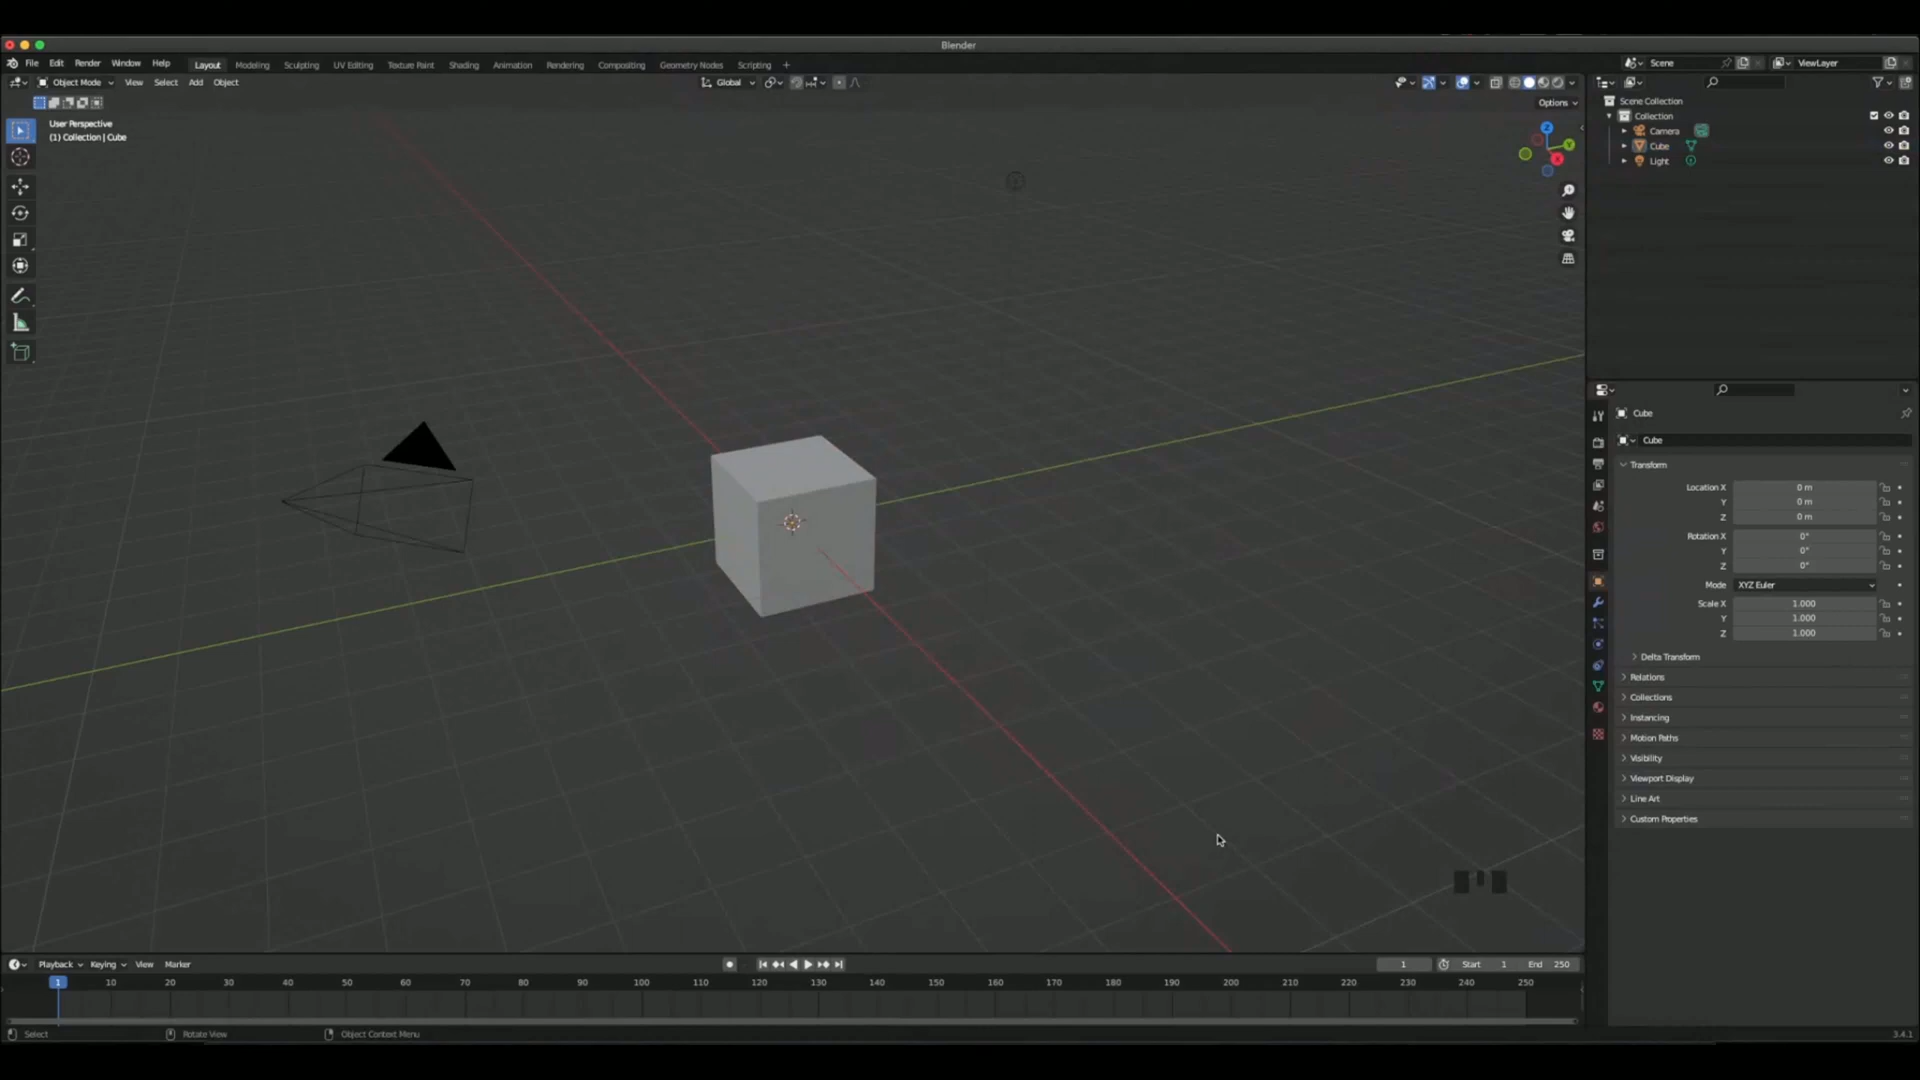 Blender
File Edit Render Window Help Layout Modeling Sculpting UV Editing Texture Paint Shading Animation Rendering Compositing Geometry Nodes Scripting + Scene ViewLayer
Object Mode View Select Add Object Global
Options
User Perspective
(1) Collection | Cube
Z
Y
X
Scene Collection
Collection
Camera
Cube
Light
Cube
Cube
Transform
Location X 0 m
Y 0 m
Z 0 m
Rotation X 0°
Y 0°
Z 0°
Mode XYZ Euler
Scale X 1.000
Y 1.000
Z 1.000
Delta Transform
Relations
Collections
Instancing
Motion Paths
Visibility
Viewport Display
Line Art
Custom Properties
Playback Keying View Marker 1 Start 1 End 250
1 10 20 30 40 50 60 70 80 90 100 110 120 130 140 150 160 170 180 190 200 210 220 230 240 250
Select Rotate View Object Context Menu 3.4.1